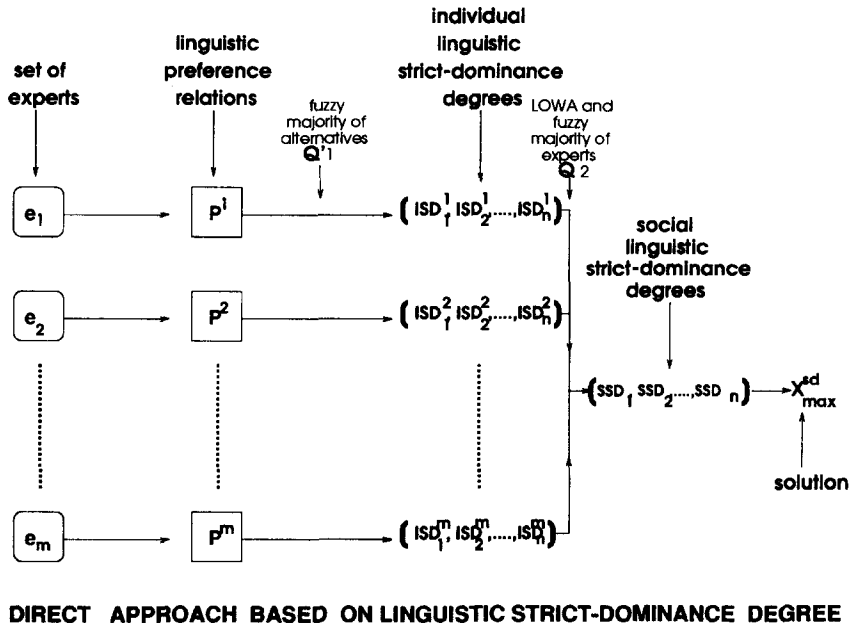 individual
linguistic
strict-dominance
degrees
linguistic
preference
relations
set of
experts
fuzzy
majority of
alternatives
Q'1
LOWA and
fuzzy
majority of
experts
Q 2
e1
P1
( ISD11 ISD12,....,ISD1n )
social
linguistic
strict-dominance
degrees
e2
P2
( ISD21 ISD22,....,ISD2n )
(SSD1 SSD2....,SSD n)
Xsdmax
solution
em
Pm
( ISDm1, ISDm2,....,ISDmn )
DIRECT APPROACH BASED ON LINGUISTIC STRICT-DOMINANCE DEGREE